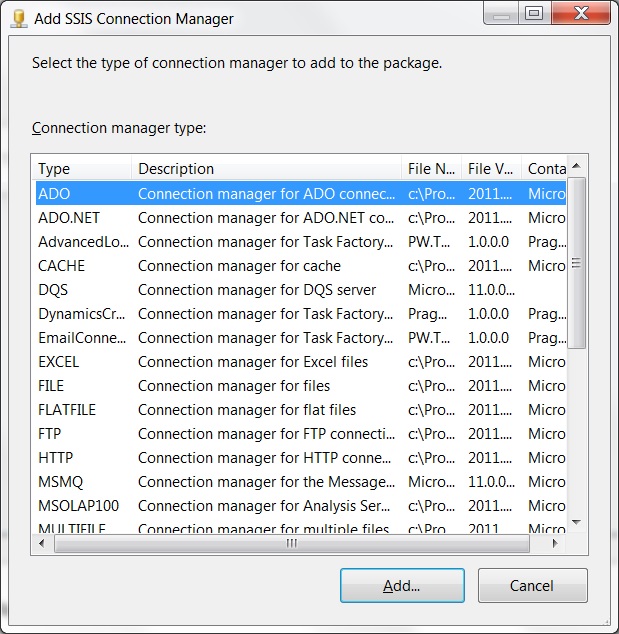 Add SSIS Connection Manager
Select the type of connection manager to add to the package.
Connection manager type:
Type Description File N... File V... Conta
ADO Connection manager for ADO connec... c:\Pro... 2011.... Micro
ADO.NET Connection manager for ADO.NET co... c:\Pro... 2011.... Micro
AdvancedLo... Connection manager for Task Factory... PW.T... 1.0.0.0 Prag...
CACHE Connection manager for cache c:\Pro... 2011.... Micro
DQS Connection manager for DQS server Micro... 11.0.0...
DynamicsCr... Connection manager for Task Factory... Prag... 1.0.0.0 Prag...
EmailConne... Connection manager for Task Factory... PW.T... 1.0.0.0 Prag...
EXCEL Connection manager for Excel files c:\Pro... 2011.... Micro
FILE Connection manager for files c:\Pro... 2011.... Micro
FLATFILE Connection manager for flat files c:\Pro... 2011.... Micro
FTP Connection manager for FTP connecti... c:\Pro... 2011.... Micro
HTTP Connection manager for HTTP conne... c:\Pro... 2011.... Micro
MSMQ Connection manager for the Message... Micro... 11.0.0... Micro
MSOLAP100 Connection manager for Analysis Ser... c:\Pro... 2011.... Micro
MULTIFILE Connection manager for multiple files c:\Pro... 2011.... Micro
Add... Cancel